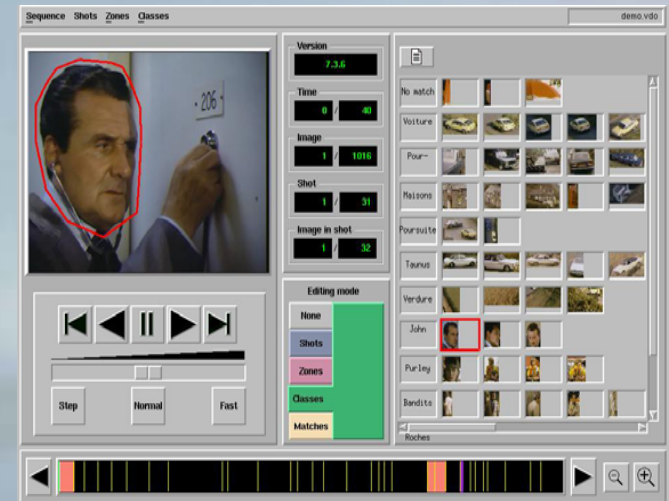 Sequence Shots Zones Classes
demo.vdo
Version
7.3.6
Time
0 / 40
Image
1 / 1016
Shot
1 / 31
Image in shot
1 / 32
Editing mode
None
Shots
Zones
Classes
Matches
206
Step Normal Fast
No match
Voiture
Pour-
Maisons
Poursuite
Taunus
Verdure
John
Purley
Bandits
Roches